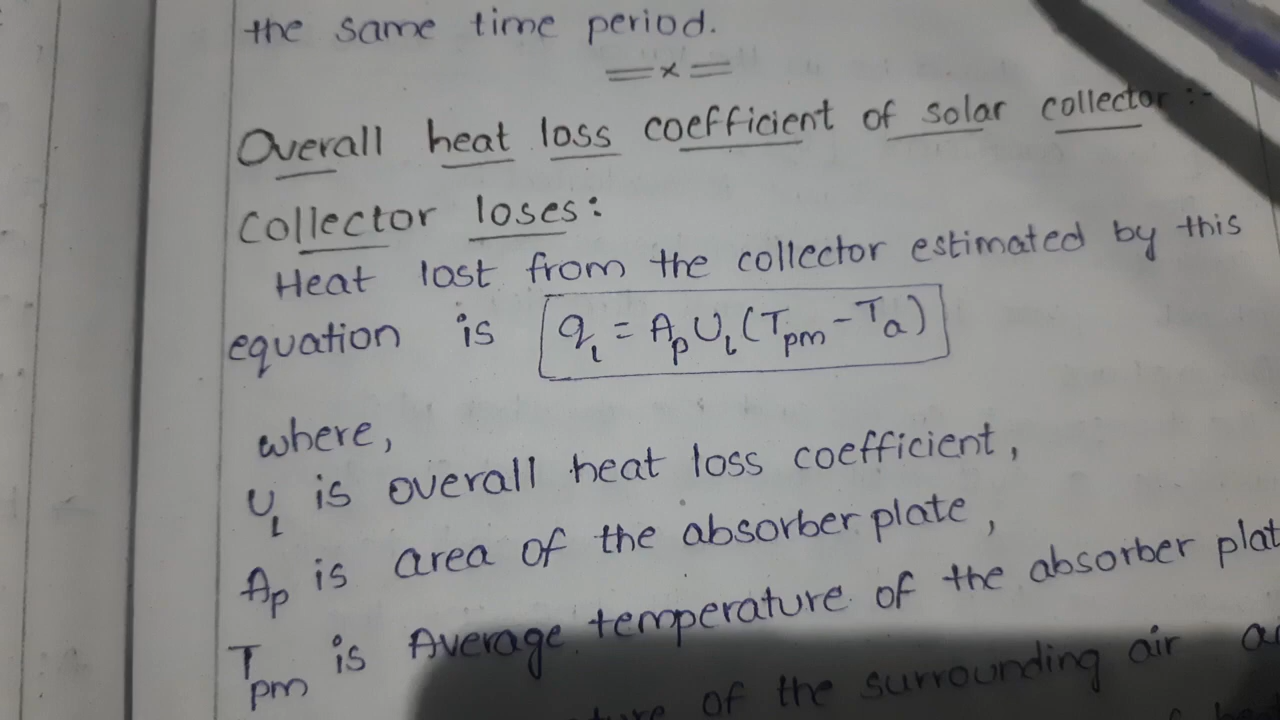 the same time period.
=x=
Overall heat loss coefficient of solar collector :-
Collector loses:
Heat lost from the collector estimated by this
equation is q_l = A_p U_l (T_pm - T_a)
where,
U_l is overall heat loss coefficient,
A_p is area of the absorber plate,
T_pm is Average temperature of the absorber plat
of the surrounding air